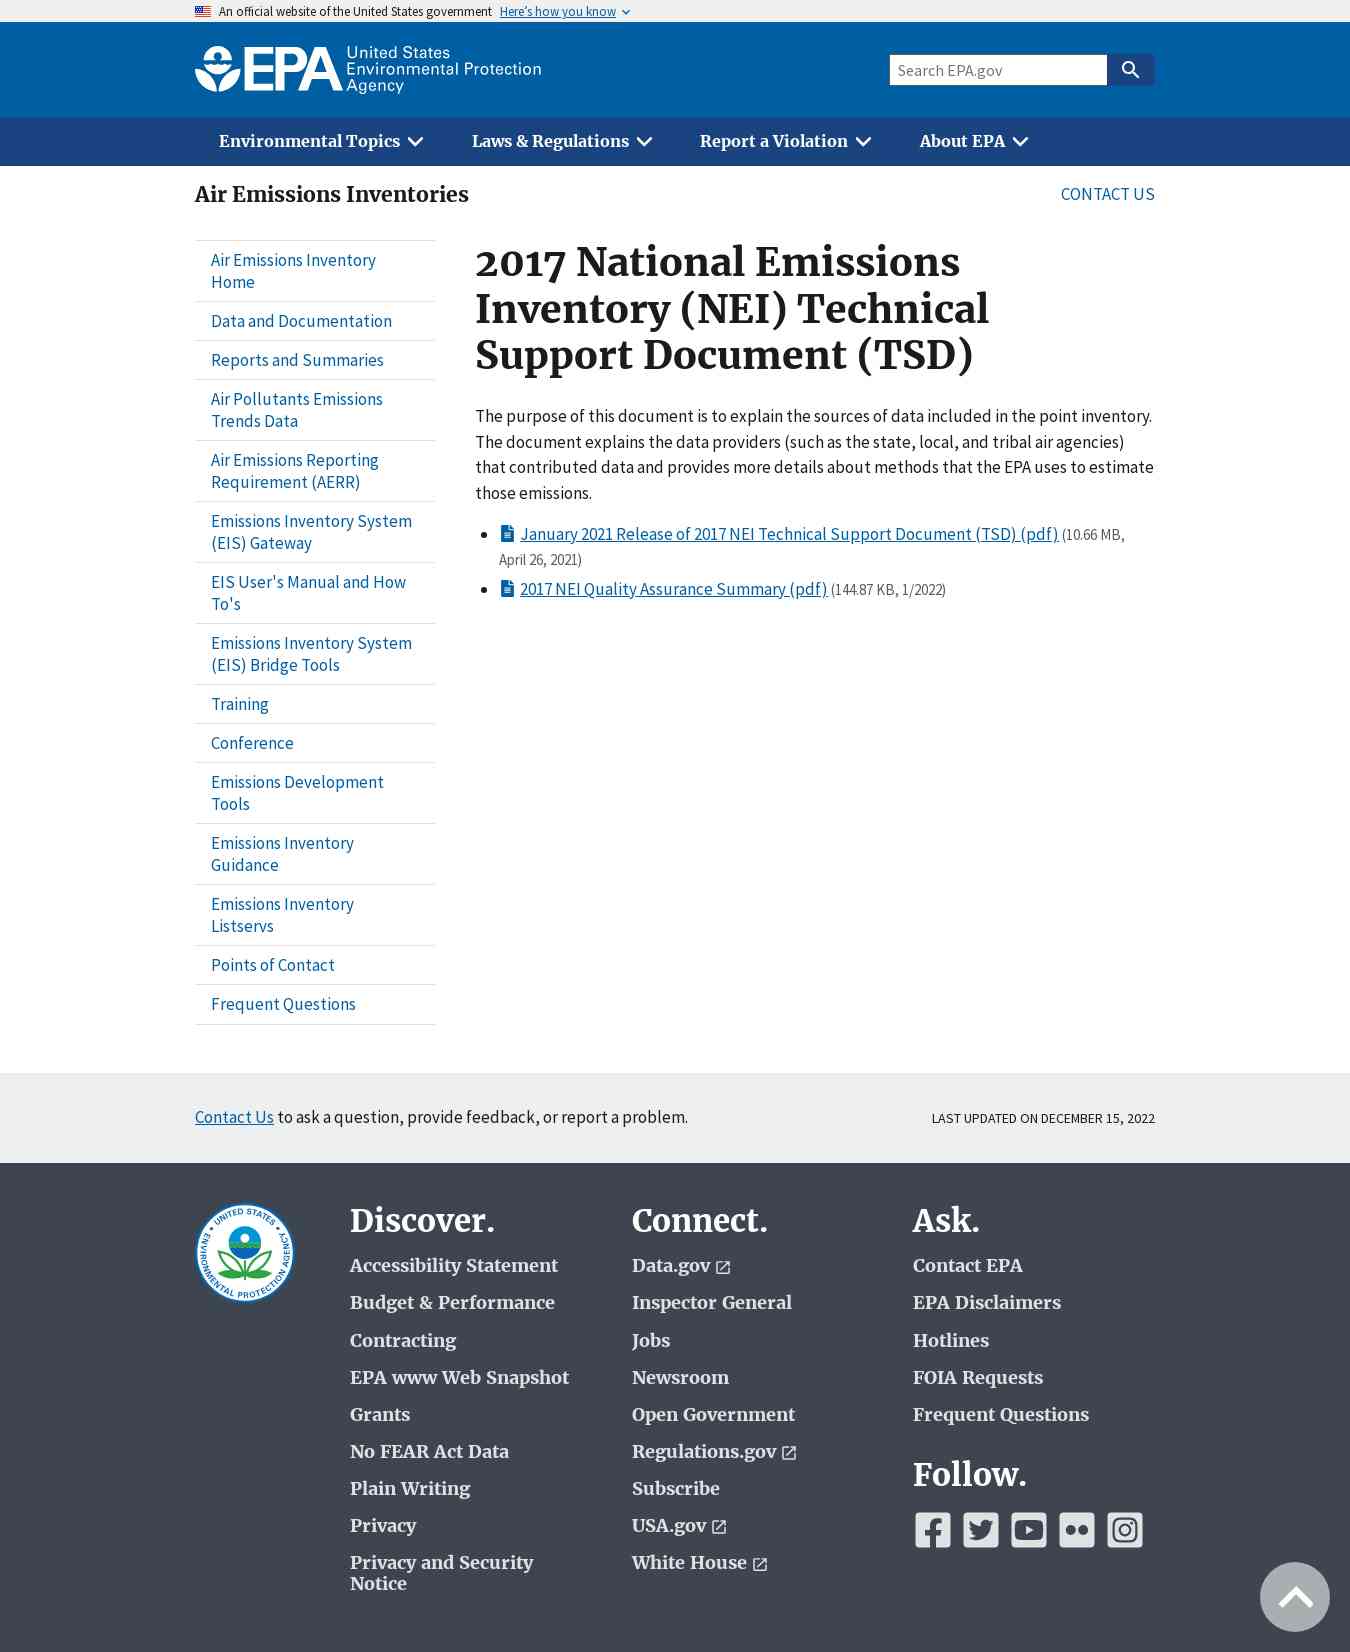 An official website of the United States government Here's how you know
EPA United States
Environmental Protection
Agency
Search EPA.gov
Environmental Topics Laws & Regulations Report a Violation About EPA
Air Emissions Inventories
CONTACT US
Air Emissions Inventory
Home
Data and Documentation
Reports and Summaries
Air Pollutants Emissions
Trends Data
Air Emissions Reporting
Requirement (AERR)
Emissions Inventory System
(EIS) Gateway
EIS User's Manual and How
To's
Emissions Inventory System
(EIS) Bridge Tools
Training
Conference
Emissions Development
Tools
Emissions Inventory
Guidance
Emissions Inventory
Listservs
Points of Contact
Frequent Questions
2017 National Emissions
Inventory (NEI) Technical
Support Document (TSD)
The purpose of this document is to explain the sources of data included in the point inventory.
The document explains the data providers (such as the state, local, and tribal air agencies)
that contributed data and provides more details about methods that the EPA uses to estimate
those emissions.
January 2021 Release of 2017 NEI Technical Support Document (TSD) (pdf) (10.66 MB,
April 26, 2021)
2017 NEI Quality Assurance Summary (pdf) (144.87 KB, 1/2022)
Contact Us to ask a question, provide feedback, or report a problem.
LAST UPDATED ON DECEMBER 15, 2022
UNITED STATES
ENVIRONMENTAL PROTECTION AGENCY
Discover.
Accessibility Statement
Budget & Performance
Contracting
EPA www Web Snapshot
Grants
No FEAR Act Data
Plain Writing
Privacy
Privacy and Security
Notice
Connect.
Data.gov
Inspector General
Jobs
Newsroom
Open Government
Regulations.gov
Subscribe
USA.gov
White House
Ask.
Contact EPA
EPA Disclaimers
Hotlines
FOIA Requests
Frequent Questions
Follow.